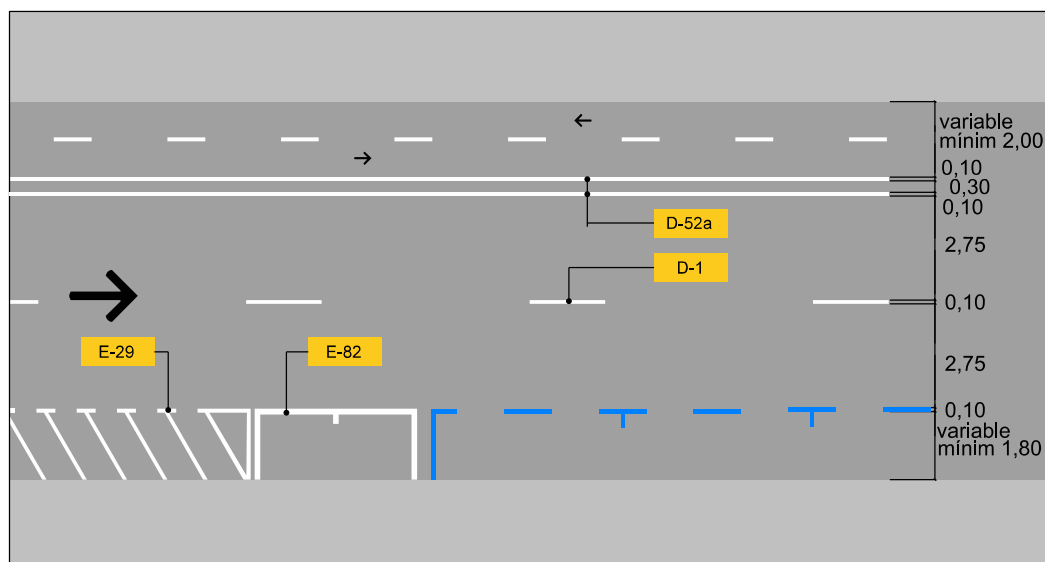 variable
mínim 2,00
0,10
0,30
0,10
D-52a
2,75
D-1
0,10
E-29
E-82
2,75
0,10
variable
mínim 1,80